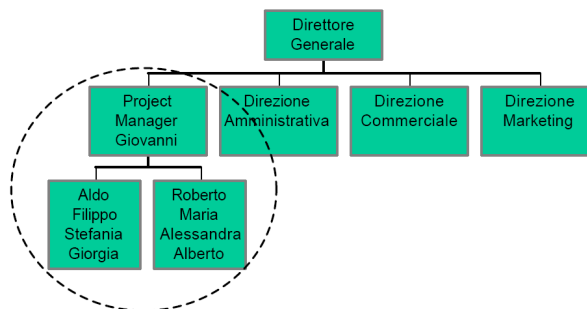 Direttore
Generale
Project
Manager
Giovanni
Direzione
Amministrativa
Direzione
Commerciale
Direzione
Marketing
Aldo
Filippo
Stefania
Giorgia
Roberto
Maria
Alessandra
Alberto